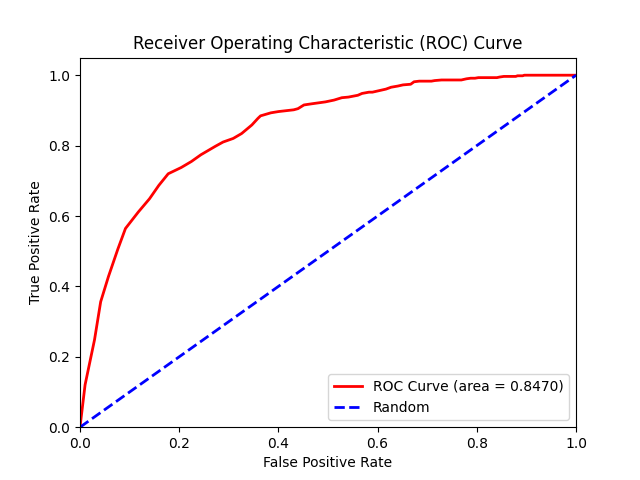 Receiver Operating Characteristic (ROC) Curve
1.0
0.8
0.6
0.4
0.2
0.0
True Positive Rate
ROC Curve (area = 0.8470)
Random
0.0 0.2 0.4 0.6 0.8 1.0
False Positive Rate